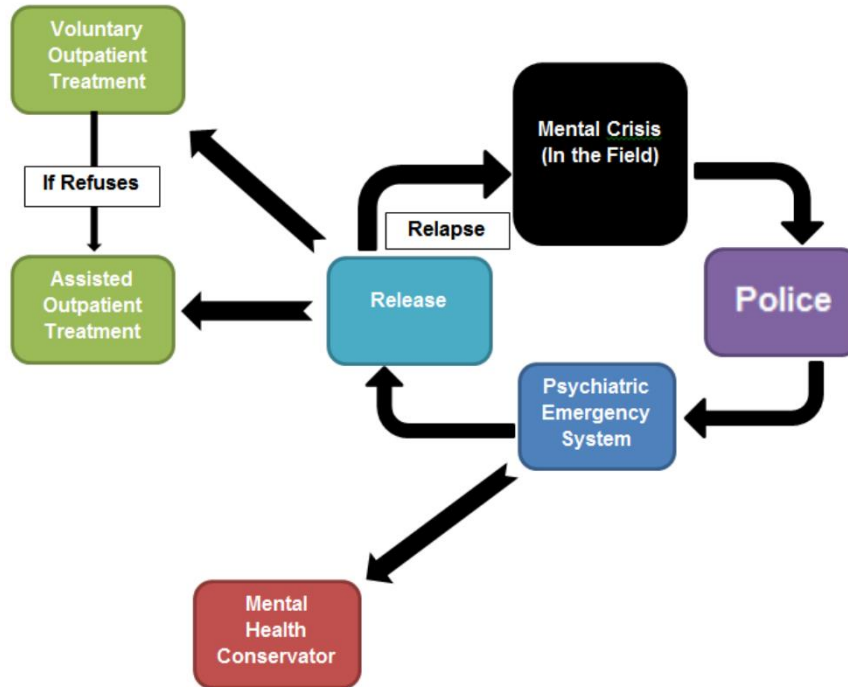 Voluntary
Outpatient
Treatment
If Refuses
Assisted
Outpatient
Treatment
Mental Crisis
(In the Field)
Relapse
Release
Police
Psychiatric
Emergency
System
Mental
Health
Conservator